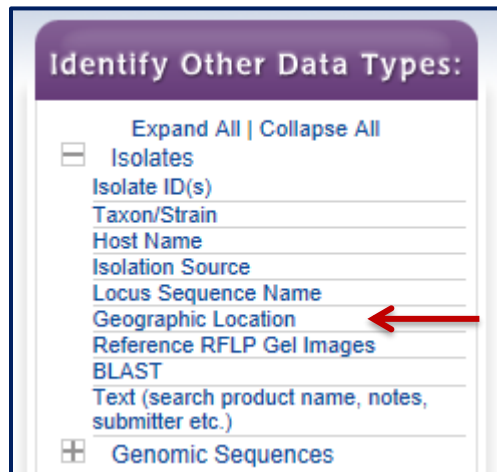 Identify Other Data Types:
Expand All | Collapse All
Isolates
Isolate ID(s)
Taxon/Strain
Host Name
Isolation Source
Locus Sequence Name
Geographic Location
Reference RFLP Gel Images
BLAST
Text (search product name, notes,
submitter etc.)
Genomic Sequences